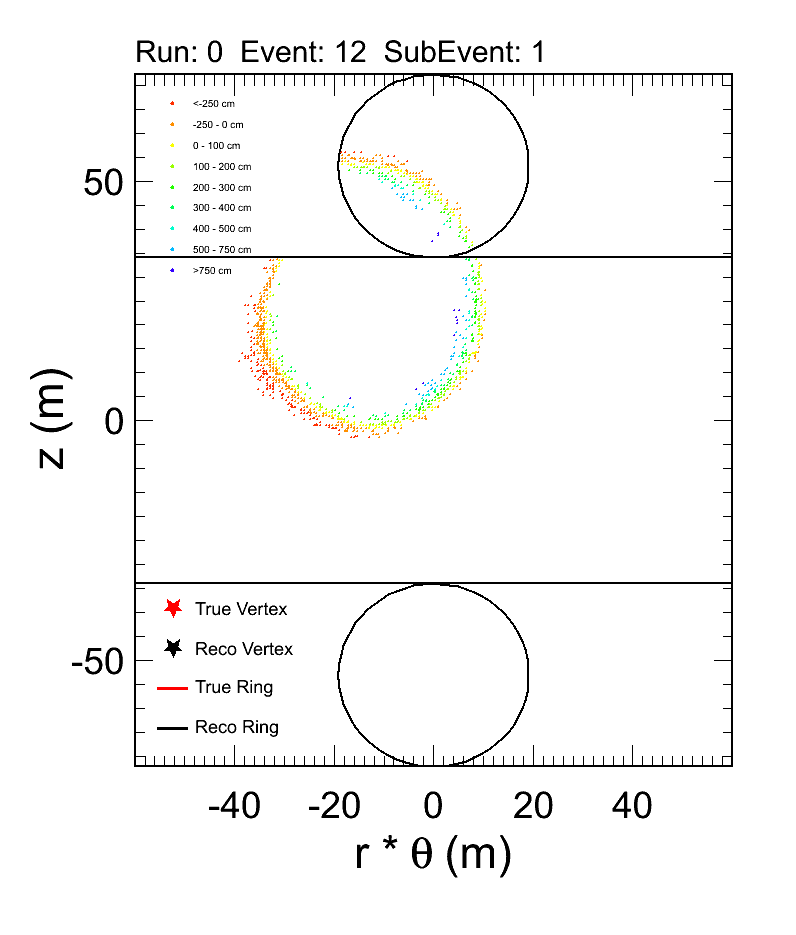 Run: 0  Event: 12  SubEvent: 1
<-250 cm
-250 - 0 cm
0 - 100 cm
100 - 200 cm
200 - 300 cm
300 - 400 cm
400 - 500 cm
500 - 750 cm
>750 cm
50
0
-50
z (m)
True Vertex
Reco Vertex
True Ring
Reco Ring
-40 -20 0 20 40
r * θ (m)